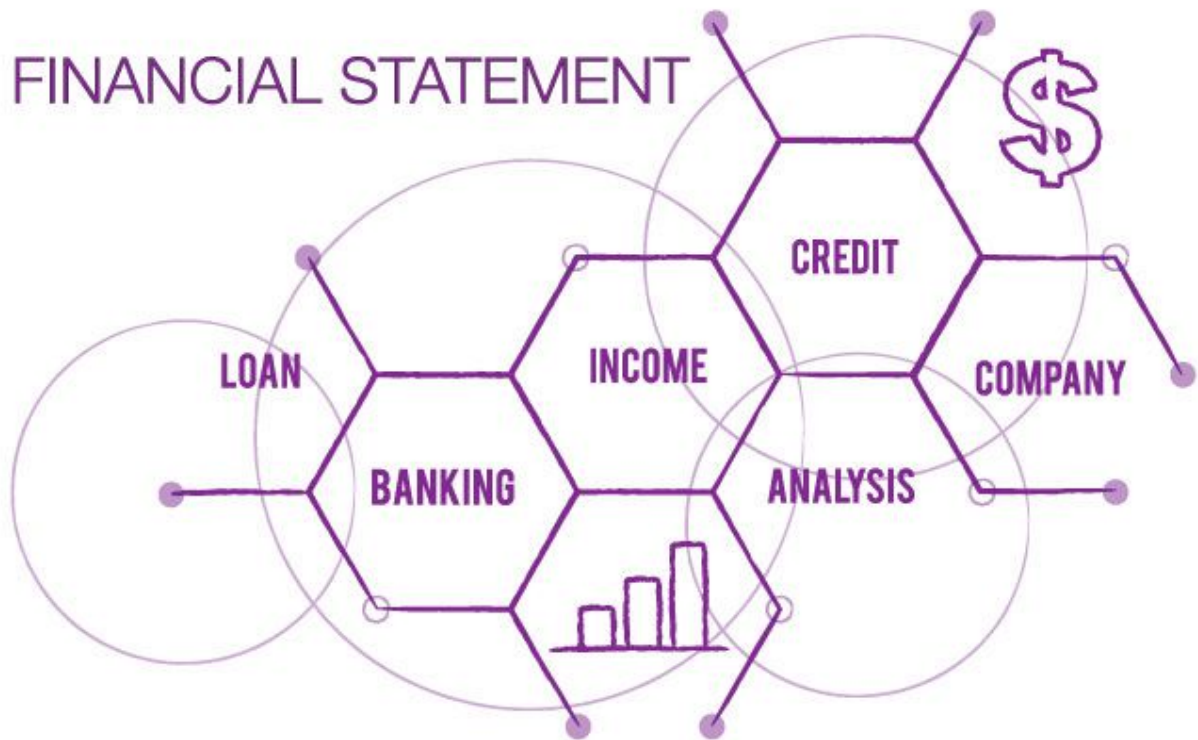 FINANCIAL STATEMENT
CREDIT
LOAN
INCOME
COMPANY
BANKING
ANALYSIS